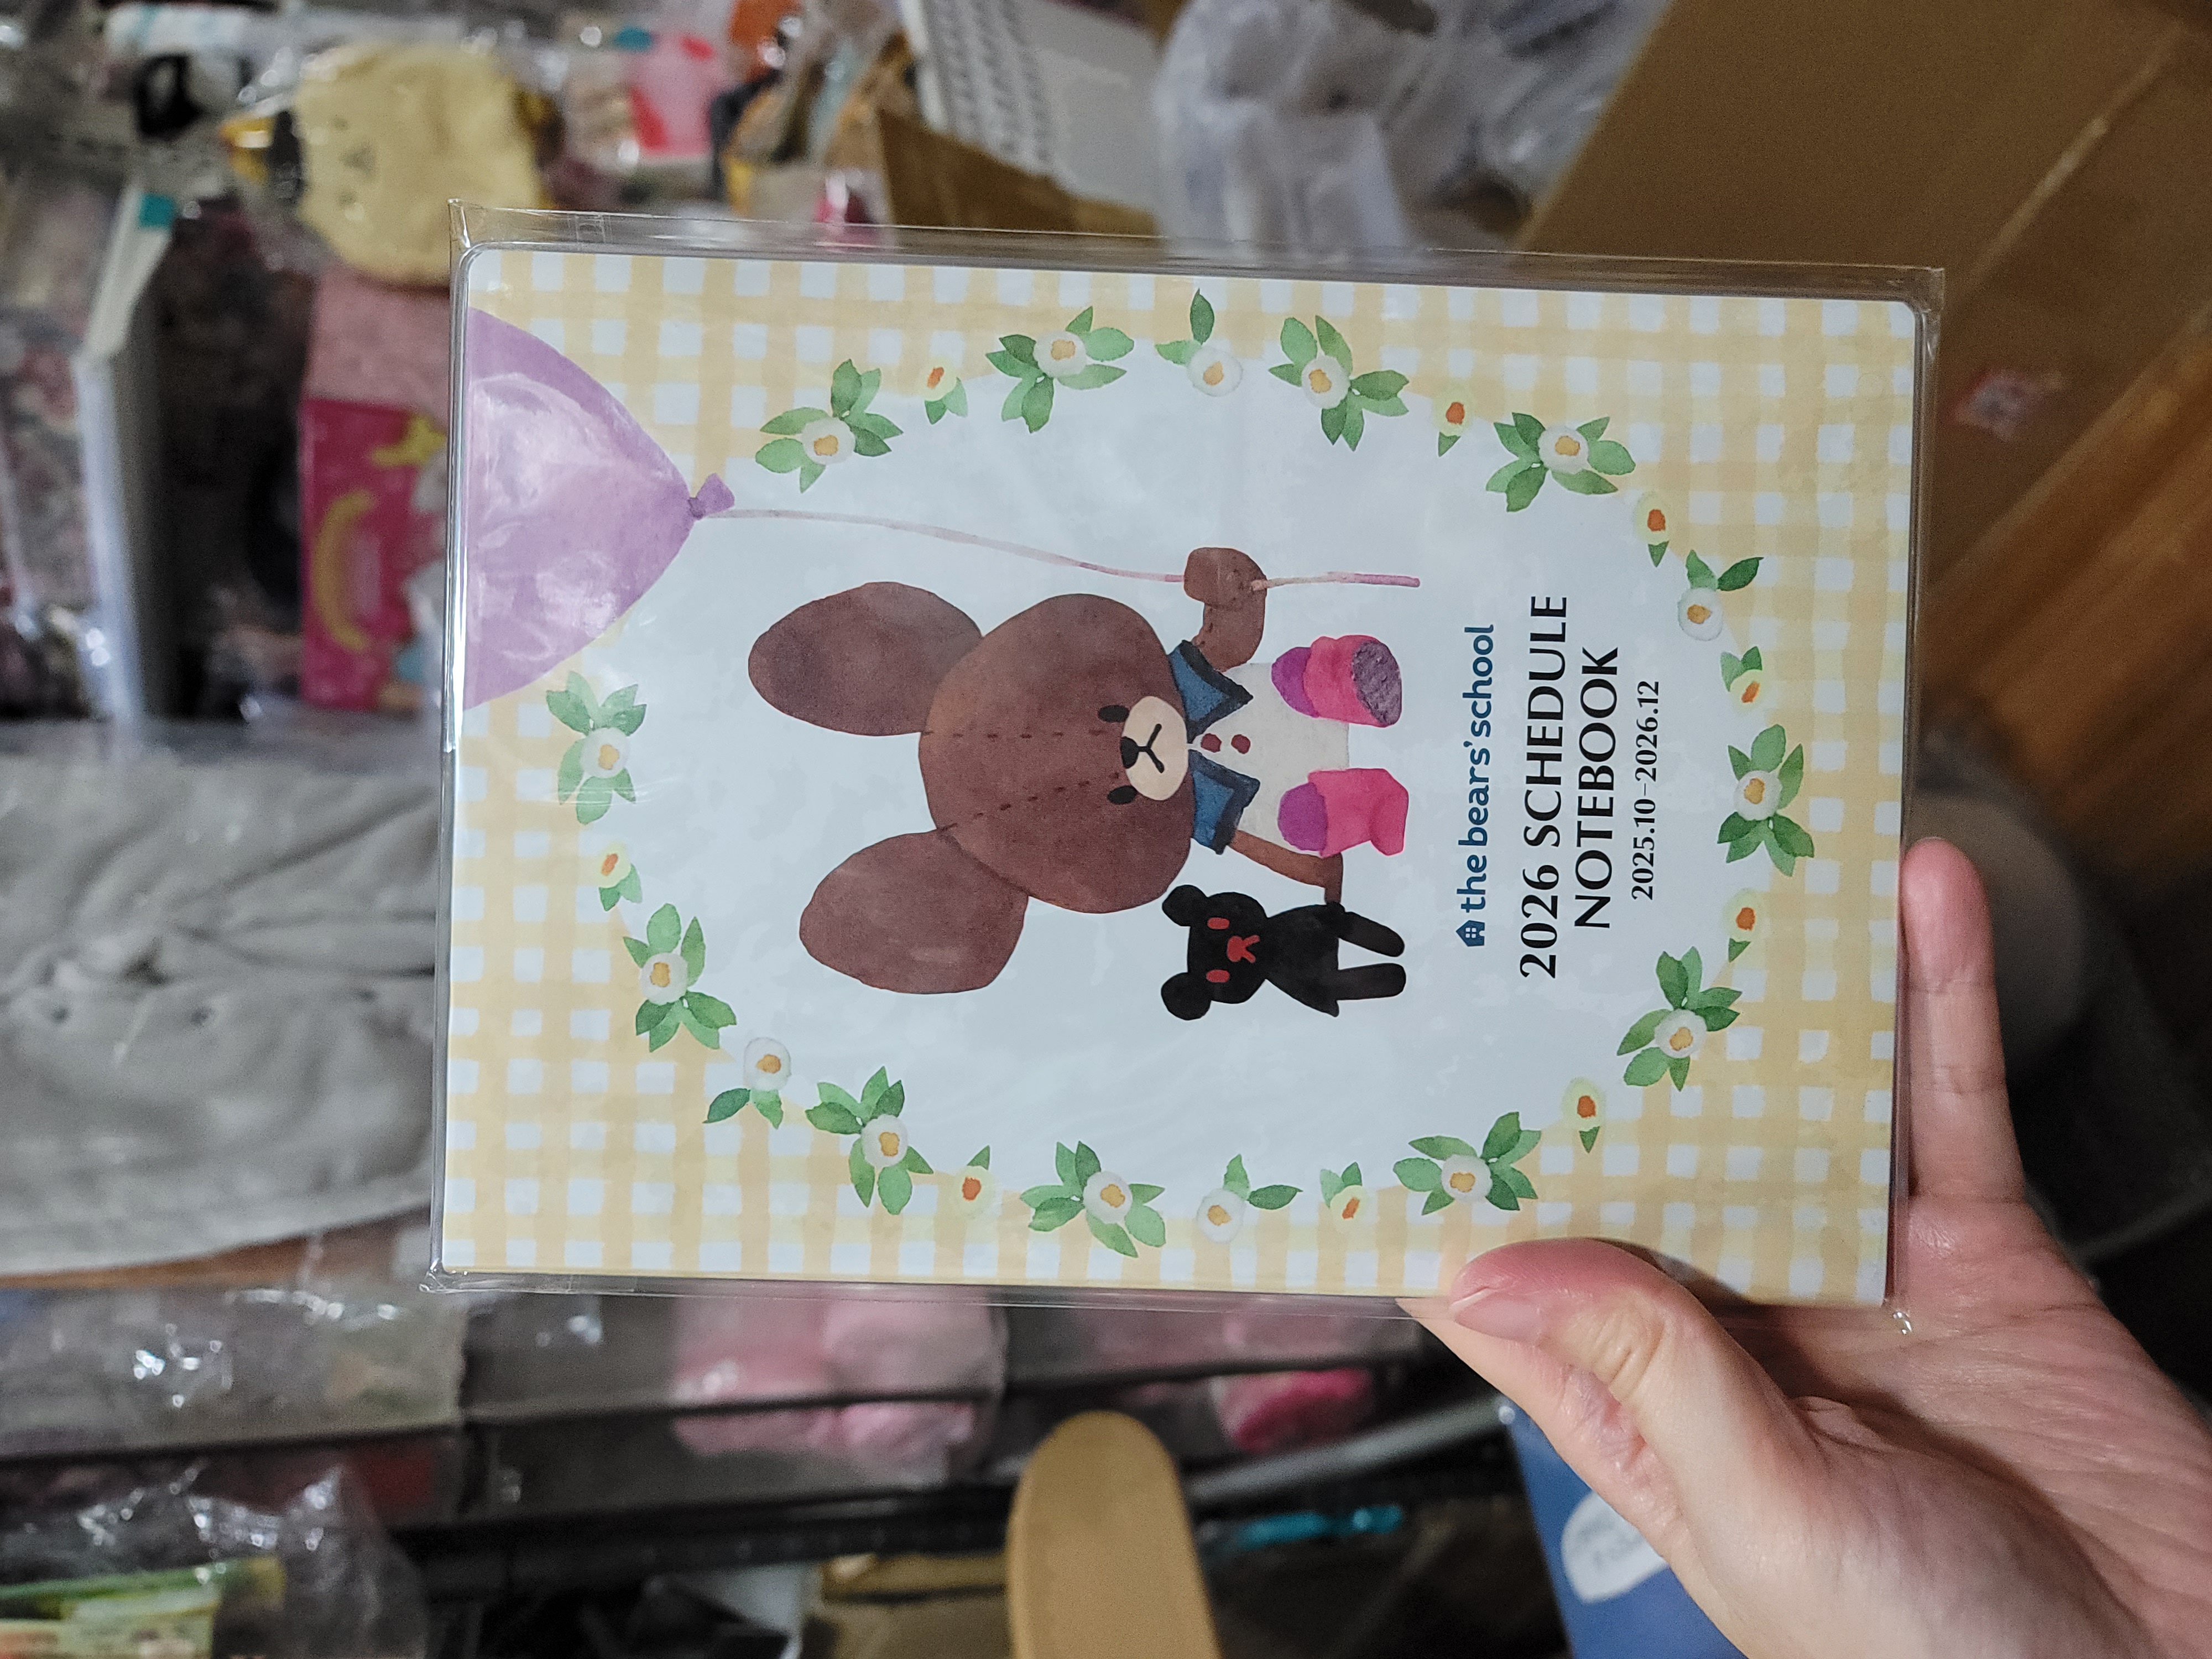 the bears' school
2026 SCHEDULE
NOTEBOOK
2025.10-2026.12